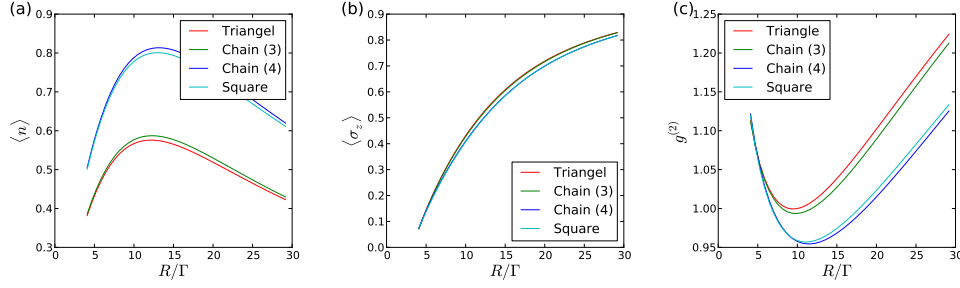 (a)
0.9
0.8
0.7
0.6
0.5
0.4
0.3
⟨n⟩
0
5
10
15
20
25
30
R/Γ
Triangel
Chain (3)
Chain (4)
Square
(b)
0.9
0.8
0.7
0.6
0.5
0.4
0.3
0.2
0.1
0.0
⟨σz⟩
0
5
10
15
20
25
30
R/Γ
Triangel
Chain (3)
Chain (4)
Square
(c)
1.25
1.20
1.15
1.10
1.05
1.00
0.95
g(2)
0
5
10
15
20
25
30
R/Γ
Triangle
Chain (3)
Chain (4)
Square